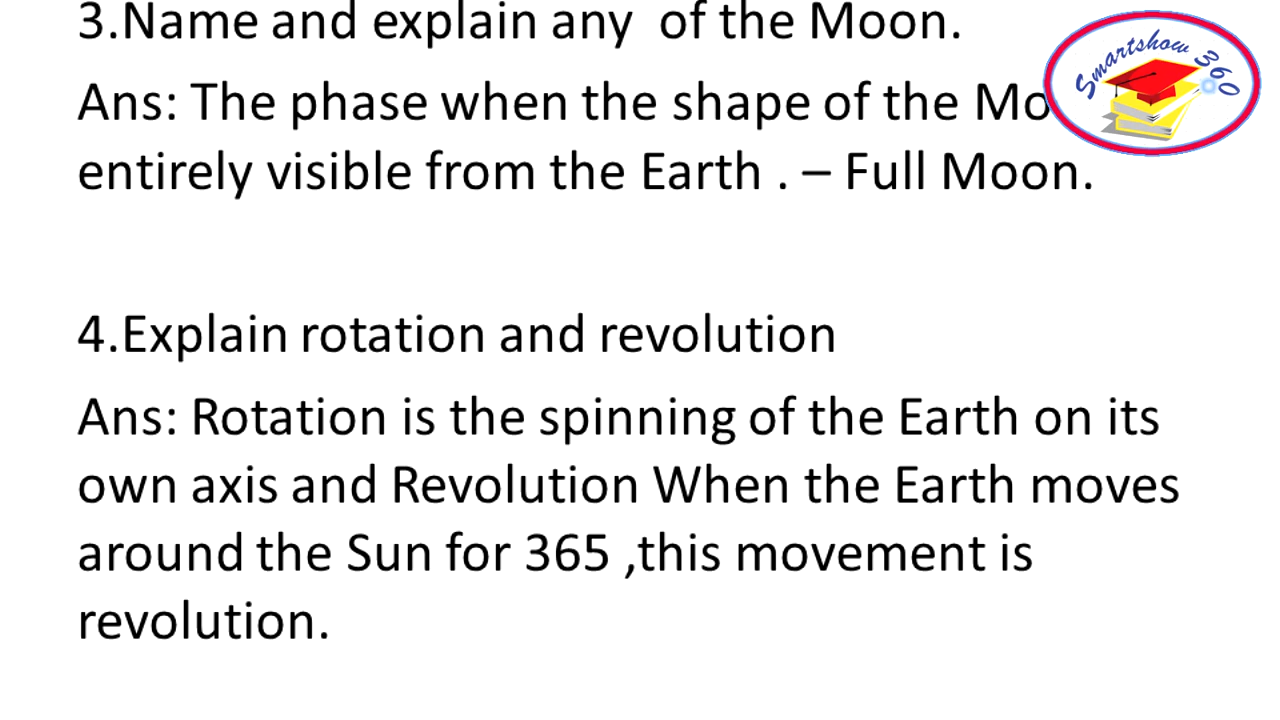 3.Name and explain any  of the Moon.
Smartshow 360
Ans: The phase when the shape of the Mo
entirely visible from the Earth . – Full Moon.
4.Explain rotation and revolution
Ans: Rotation is the spinning of the Earth on its
own axis and Revolution When the Earth moves
around the Sun for 365 ,this movement is
revolution.